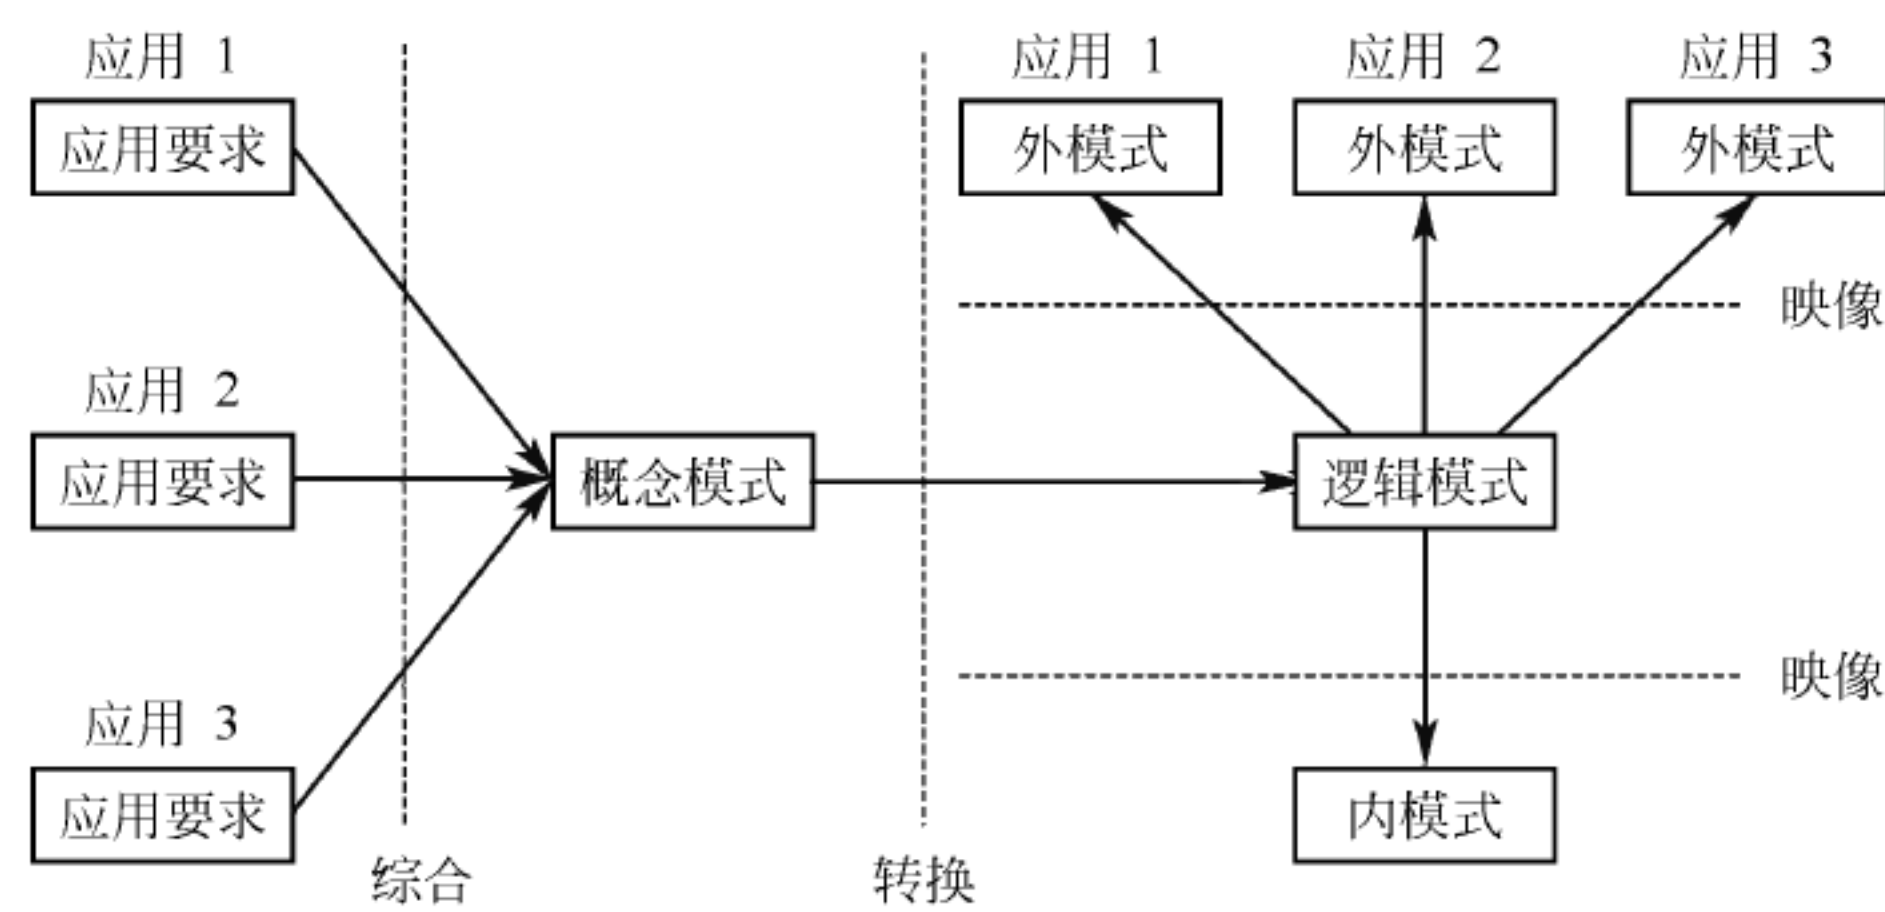 应用 1
应用要求
应用 2
应用要求
应用 3
应用要求
综合
概念模式
转换
应用 1
应用 2
应用 3
外模式
外模式
外模式
映像
逻辑模式
映像
内模式